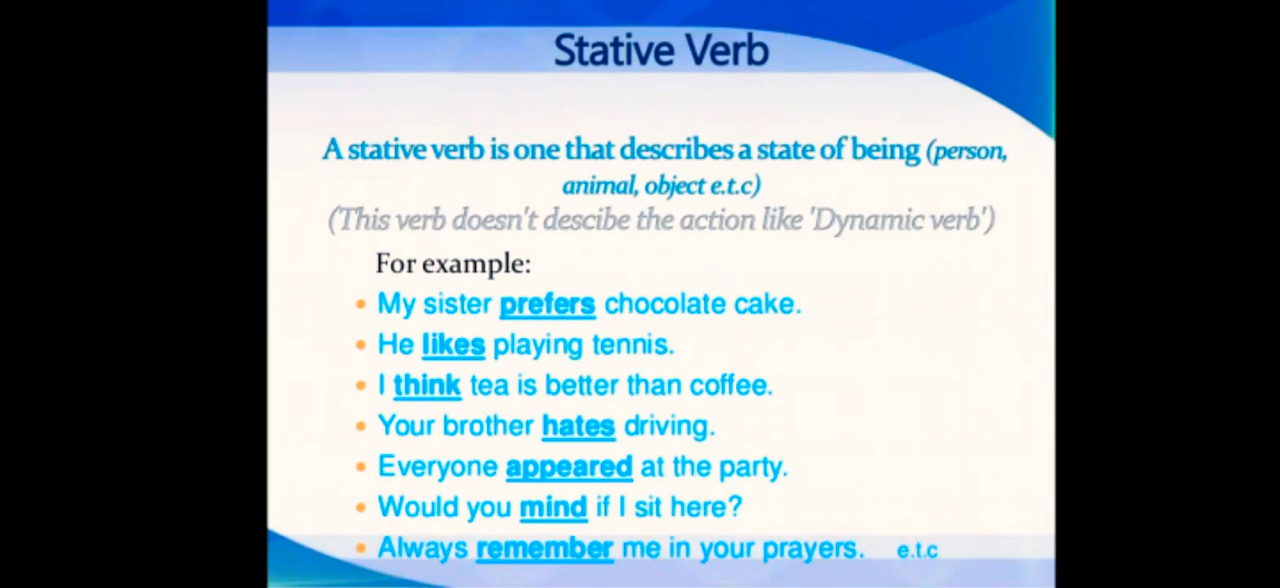 Stative Verb
A stative verb is one that describes a state of being (person,
animal, object e.t.c)
(This verb doesn't descibe the action like 'Dynamic verb')
For example:
• My sister prefers chocolate cake.
• He likes playing tennis.
• I think tea is better than coffee.
• Your brother hates driving.
• Everyone appeared at the party.
• Would you mind if I sit here?
• Always remember me in your prayers. e.t.c